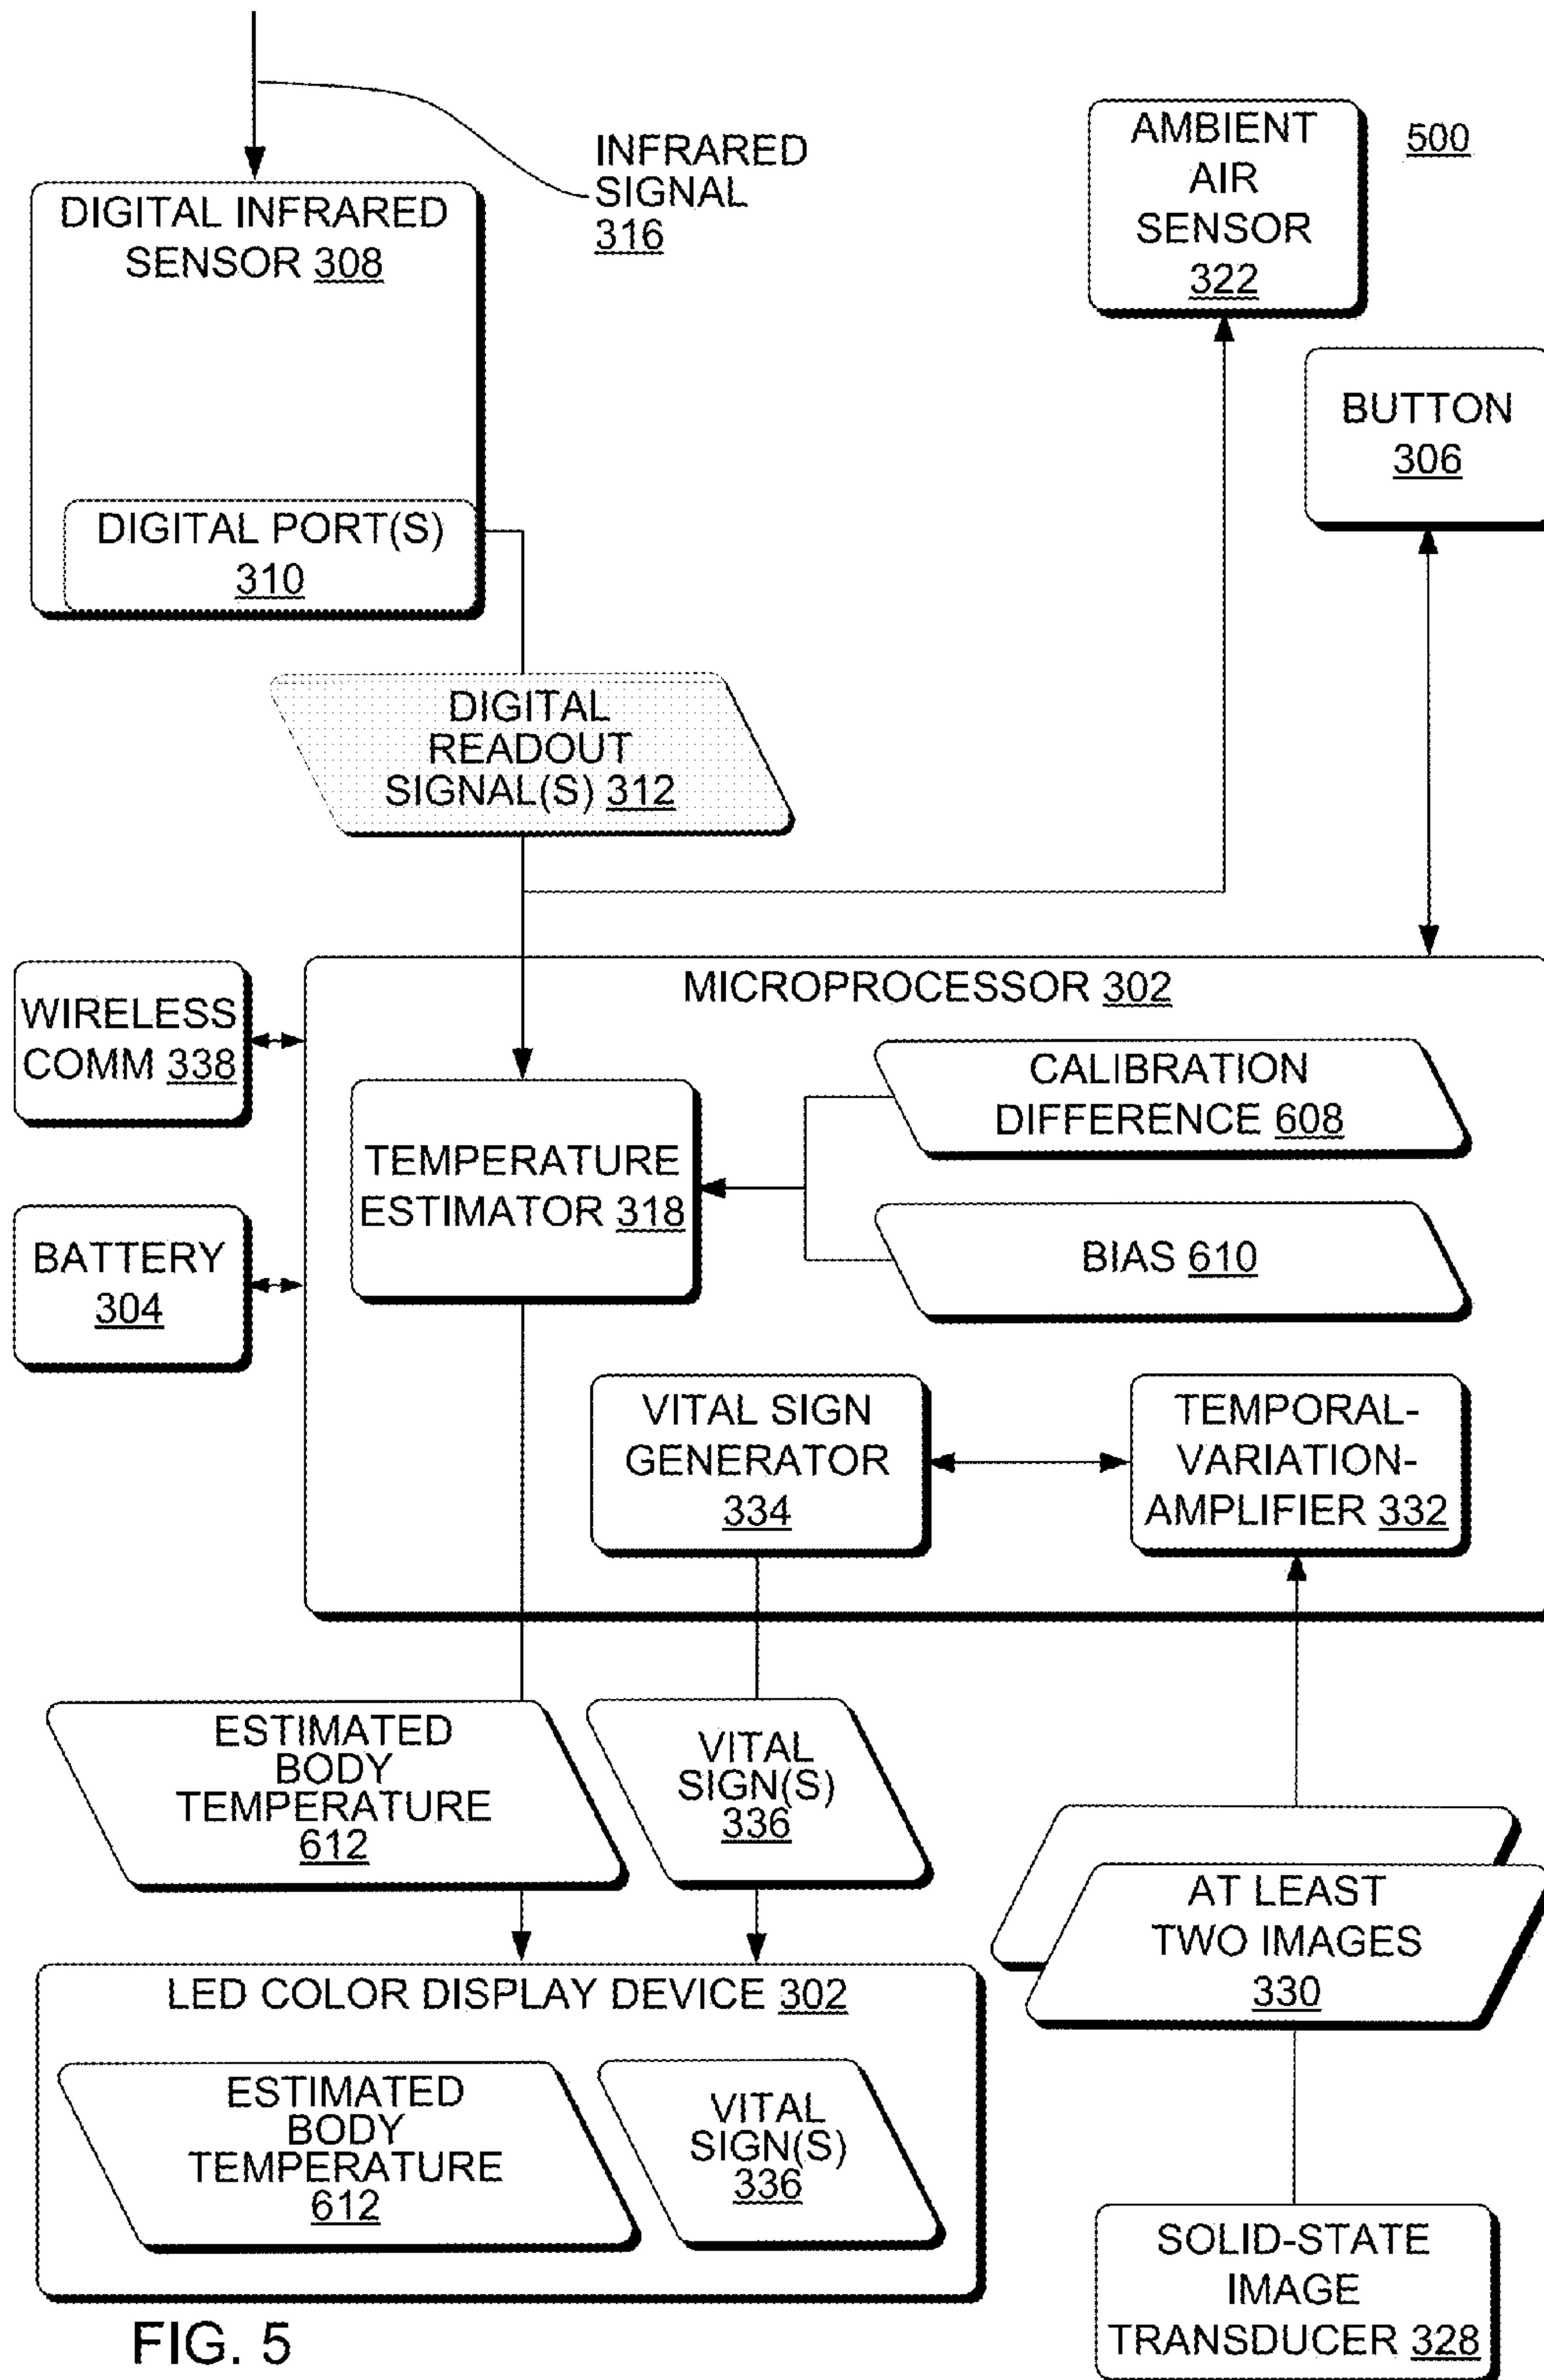 INFRARED
SIGNAL
316
AMBIENT
AIR
SENSOR
322
500
DIGITAL INFRARED
SENSOR 308
BUTTON
306
DIGITAL PORT(S)
310
DIGITAL
READOUT
SIGNAL(S) 312
MICROPROCESSOR 302
WIRELESS
COMM 338
CALIBRATION
DIFFERENCE 608
TEMPERATURE
ESTIMATOR 318
BATTERY
304
BIAS 610
VITAL SIGN
GENERATOR
334
TEMPORAL-
VARIATION-
AMPLIFIER 332
ESTIMATED
BODY
TEMPERATURE
612
VITAL
SIGN(S)
336
AT LEAST
TWO IMAGES
330
LED COLOR DISPLAY DEVICE 302
ESTIMATED
BODY
TEMPERATURE
612
VITAL
SIGN(S)
336
SOLID-STATE
IMAGE
TRANSDUCER 328
FIG. 5